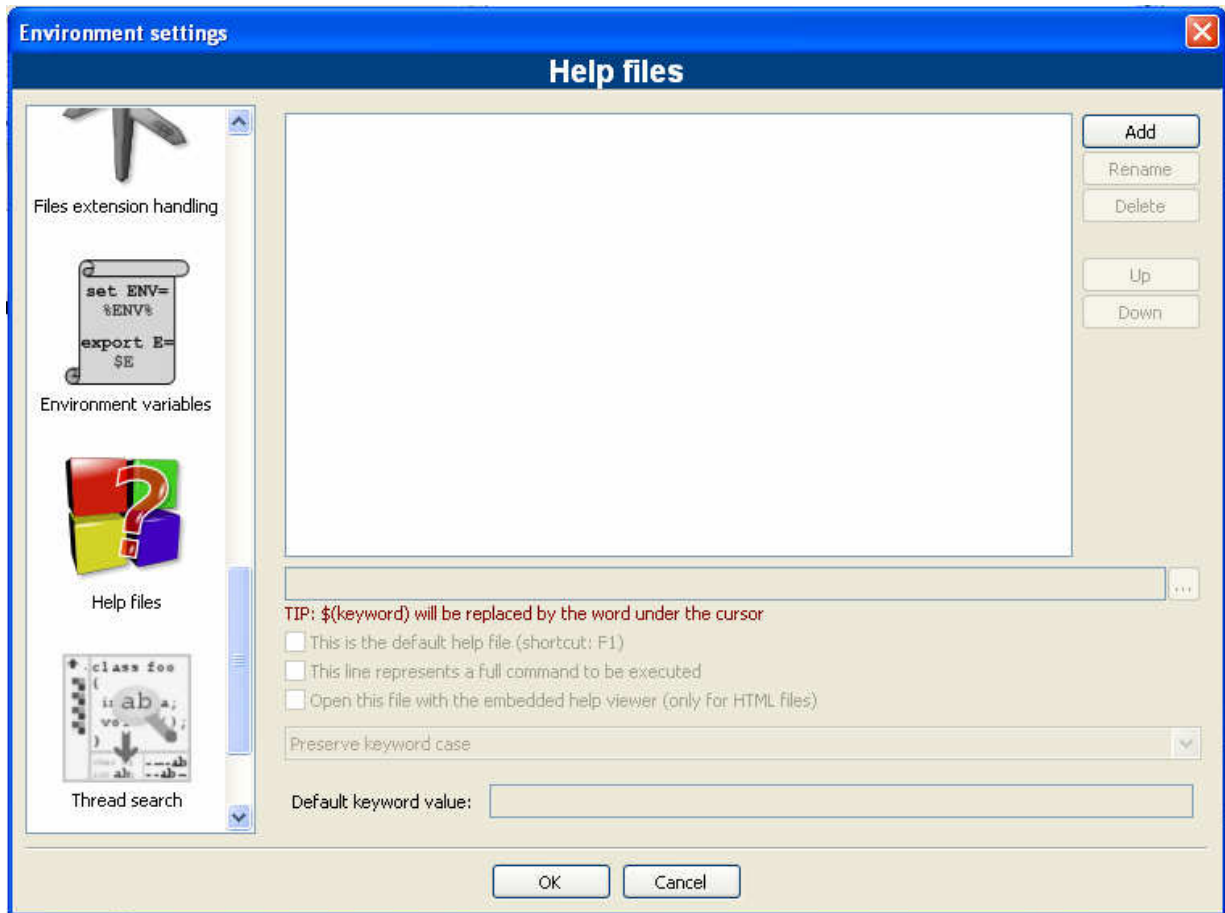 Environment settings
Help files
Files extension handling
set ENV=
%ENV%
export E=
$E
Environment variables
?
Help files
class foo
{
ab
}
ab
Thread search
Add
Rename
Delete
Up
Down
...
TIP: $(keyword) will be replaced by the word under the cursor
This is the default help file (shortcut: F1)
This line represents a full command to be executed
Open this file with the embedded help viewer (only for HTML files)
Preserve keyword case
Default keyword value:
OK
Cancel